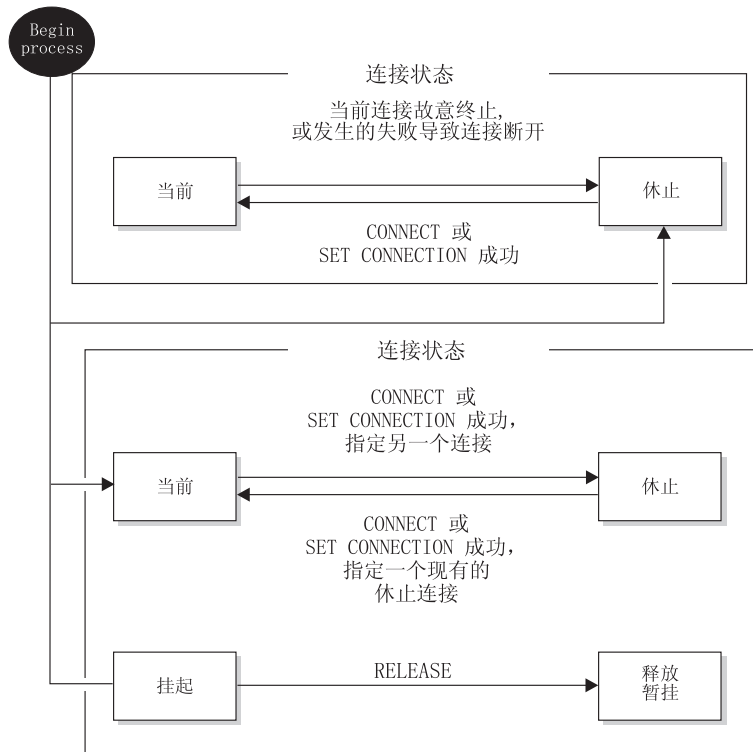 Begin
process
连接状态
当前连接故意终止,
或发生的失败导致连接断开
当前
休止
CONNECT 或
SET CONNECTION 成功
连接状态
CONNECT 或
SET CONNECTION 成功,
指定另一个连接
当前
休止
CONNECT 或
SET CONNECTION 成功,
指定一个现有的
休止连接
挂起
RELEASE
释放
暂挂